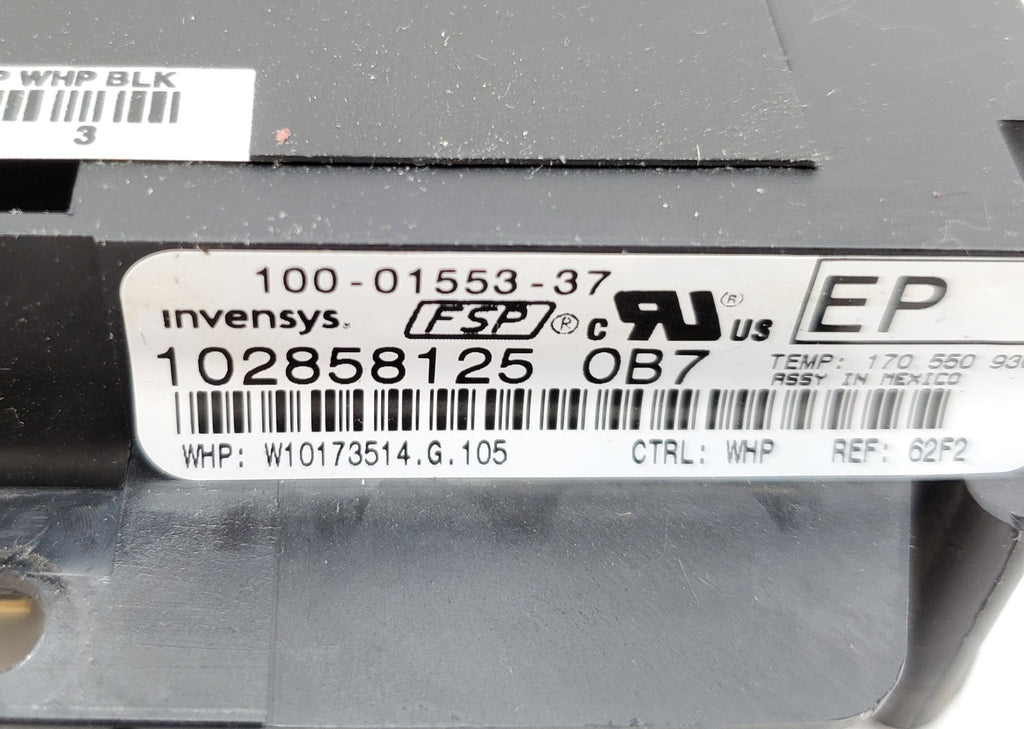 WHP BLK
3
100-01553-37
invensys
FSP ® C UR ® US
EP
102858125 0B7
TEMP: 170 550
ASSY IN MEXICO
WHP: W10173514.G.105 CTRL: WHP REF: 62F2